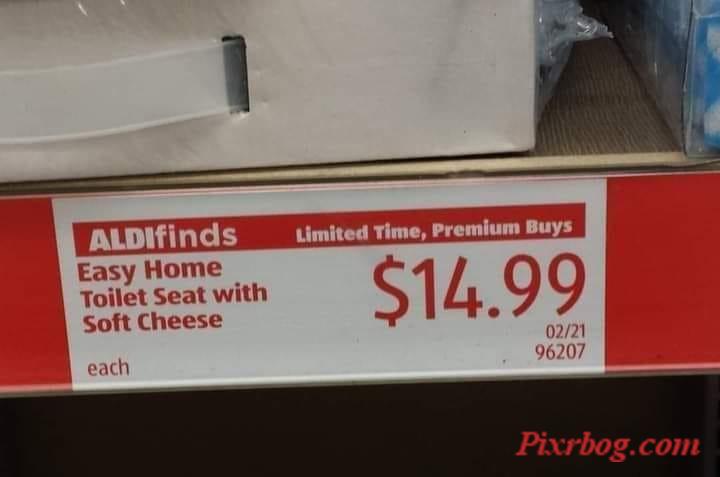 ALDIfinds Limited Time, Premium Buys
Easy Home
Toilet Seat with
Soft Cheese
$14.99
each
02/21
96207
Pixrbog.com